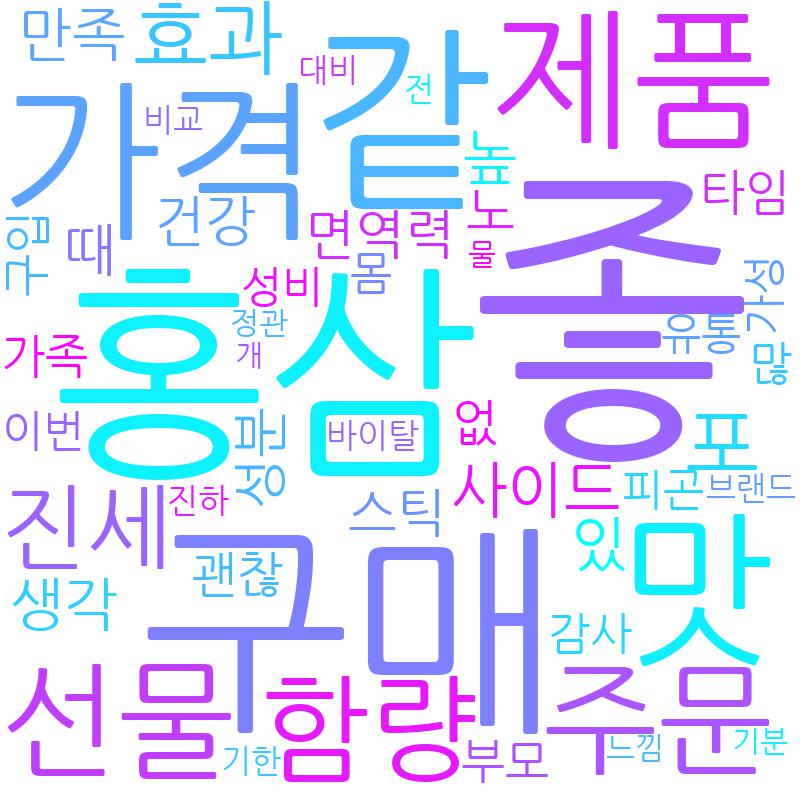 만족
효과
대비
전
같
제품
가격
비교
높
타임
건강
면역력
노
물
구입
때
성비
몸
좋
가성
홍삼
정관
개
유통
많
가족
이번
성분
바이탈
없
포
진세
진하
스틱
사이드
피곤
브랜드
구매
괜찮
있
맛
생각
감사
선물
함량
주문
기한
부모
느낌
기분